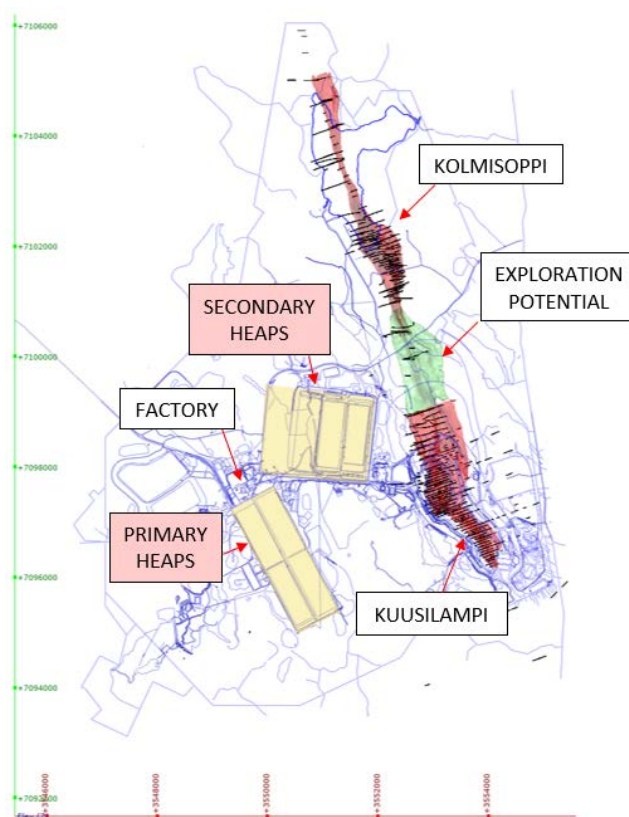 +7106000
+7104000
KOLMISOPPI
+7102000
EXPLORATION
POTENTIAL
SECONDARY
HEAPS
+7100000
FACTORY
+7098000
PRIMARY
HEAPS
+7096000
KUUSILAMPI
+7094000
+3548000
+3550000
+3552000
+3554000